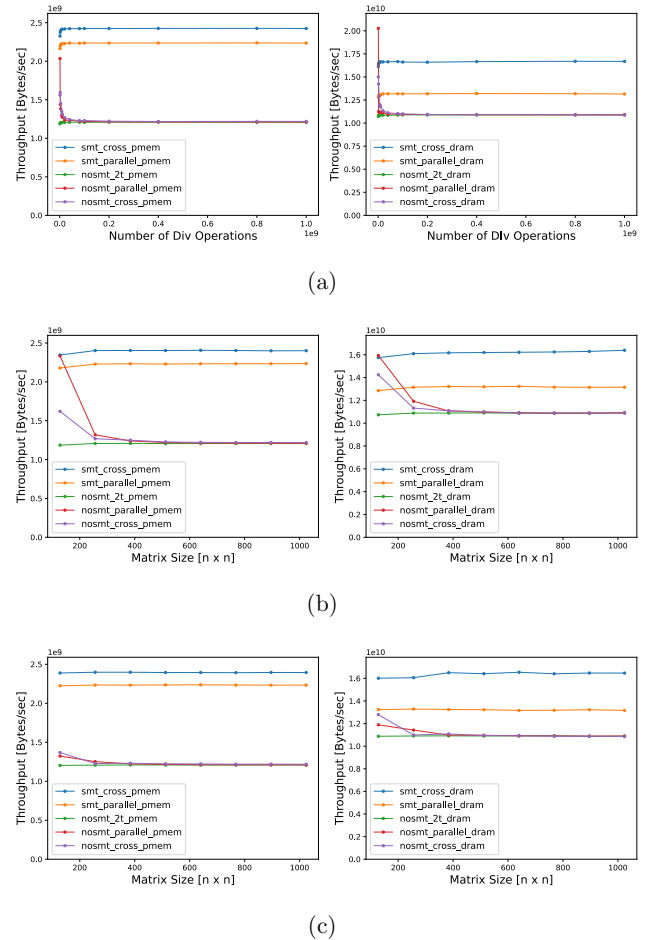 1e9
Throughput [Bytes/sec]
2.5
2.0
1.5
1.0
0.5
0.0
smt_cross_pmem
smt_parallel_pmem
nosmt_2t_pmem
nosmt_parallel_pmem
nosmt_cross_pmem
0.0 0.2 0.4 0.6 0.8 1.0
Number of Div Operations
1e9
1e10
Throughput [Bytes/sec]
2.00
1.75
1.50
1.25
1.00
0.75
0.50
0.25
0.00
smt_cross_dram
smt_parallel_dram
nosmt_2t_dram
nosmt_parallel_dram
nosmt_cross_dram
0.0 0.2 0.4 0.6 0.8 1.0
Number of DIv Operations
1e9
(a)
1e9
Throughput [Bytes/sec]
2.5
2.0
1.5
1.0
0.5
0.0
smt_cross_pmem
smt_parallel_pmem
nosmt_2t_pmem
nosmt_parallel_pmem
nosmt_cross_pmem
200 400 600 800 1000
Matrix Size [n x n]
1e10
Throughput [Bytes/sec]
1.6
1.4
1.2
1.0
0.8
0.6
0.4
0.2
0.0
smt_cross_dram
smt_parallel_dram
nosmt_2t_dram
nosmt_parallel_dram
nosmt_cross_dram
200 400 600 800 1000
Matrix Size [n x n]
(b)
1e9
Throughput [Bytes/sec]
2.5
2.0
1.5
1.0
0.5
0.0
smt_cross_pmem
smt_parallel_pmem
nosmt_2t_pmem
nosmt_parallel_pmem
nosmt_cross_pmem
200 400 600 800 1000
Matrix Size [n x n]
1e10
Throughput [Bytes/sec]
1.6
1.4
1.2
1.0
0.8
0.6
0.4
0.2
0.0
smt_cross_dram
smt_parallel_dram
nosmt_2t_dram
nosmt_parallel_dram
nosmt_cross_dram
200 400 600 800 1000
Matrix Size [n x n]
(c)